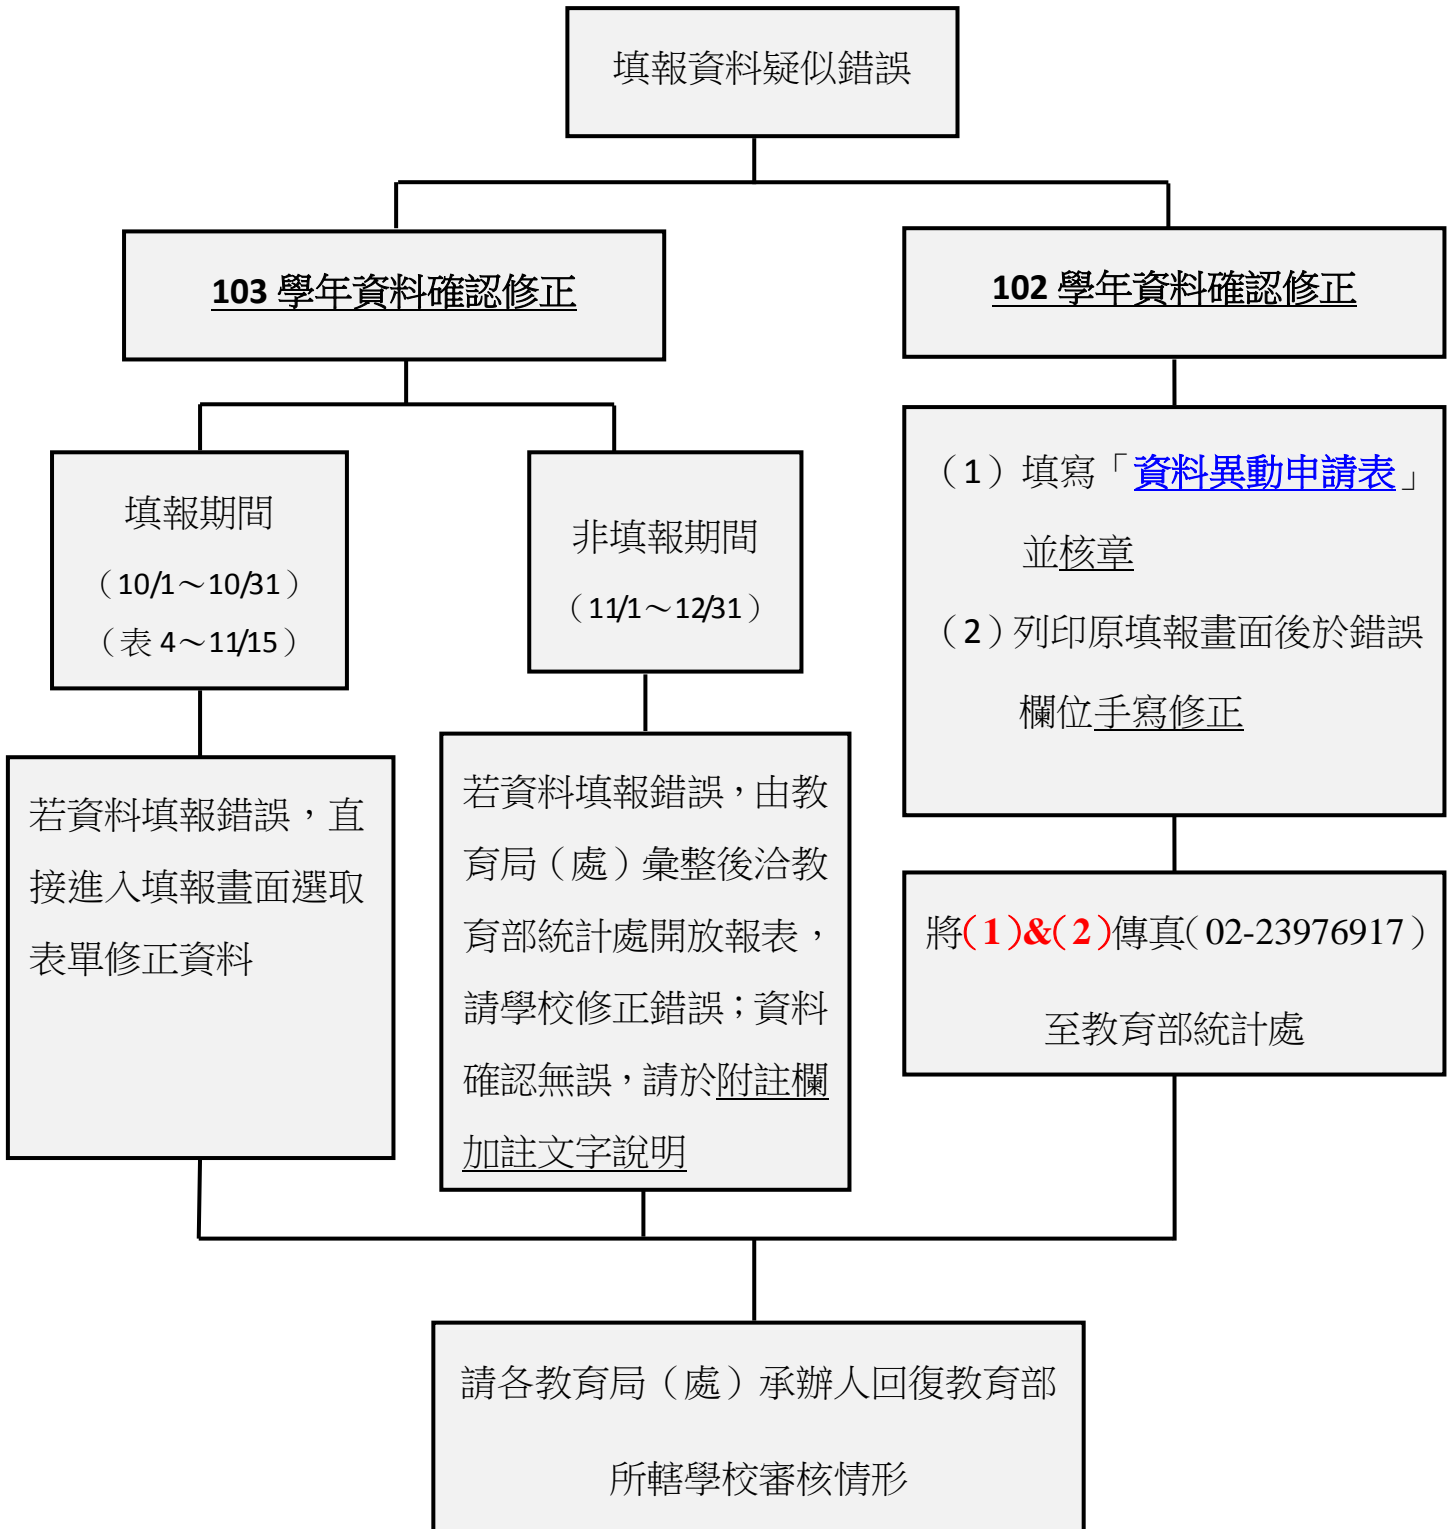 填報資料疑似錯誤
103 學年資料確認修正
102 學年資料確認修正
填報期間
（10/1～10/31）
（表 4～11/15）
非填報期間
（11/1～12/31）
（1）填寫「資料異動申請表」
並核章
（2）列印原填報畫面後於錯誤
欄位手寫修正
若資料填報錯誤，直
接進入填報畫面選取
表單修正資料
若資料填報錯誤，由教
育局（處）彙整後洽教
育部統計處開放報表，
請學校修正錯誤；資料
確認無誤，請於附註欄
加註文字說明
將(1)&(2)傳真(02-23976917)
至教育部統計處
請各教育局（處）承辦人回復教育部
所轄學校審核情形